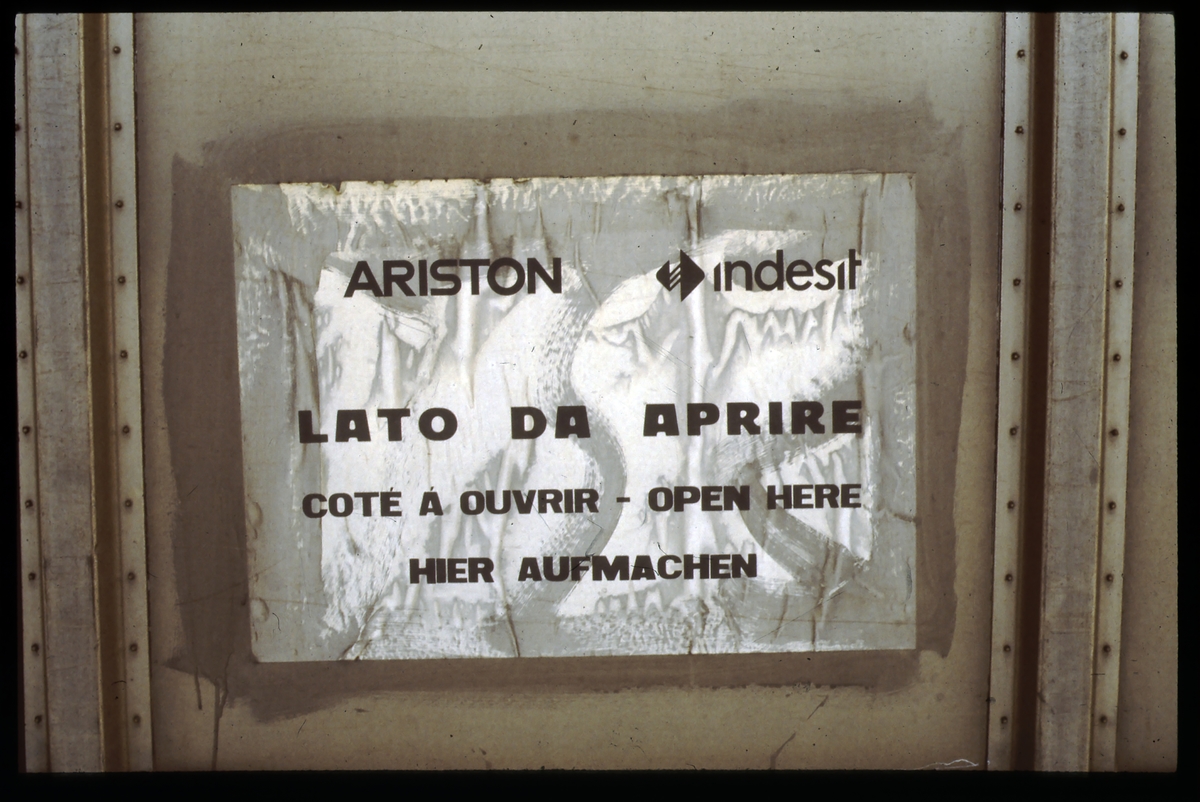 ARISTON indesit
LATO DA APRIRE
COTÉ Á OUVRIR - OPEN HERE
HIER AUFMACHEN